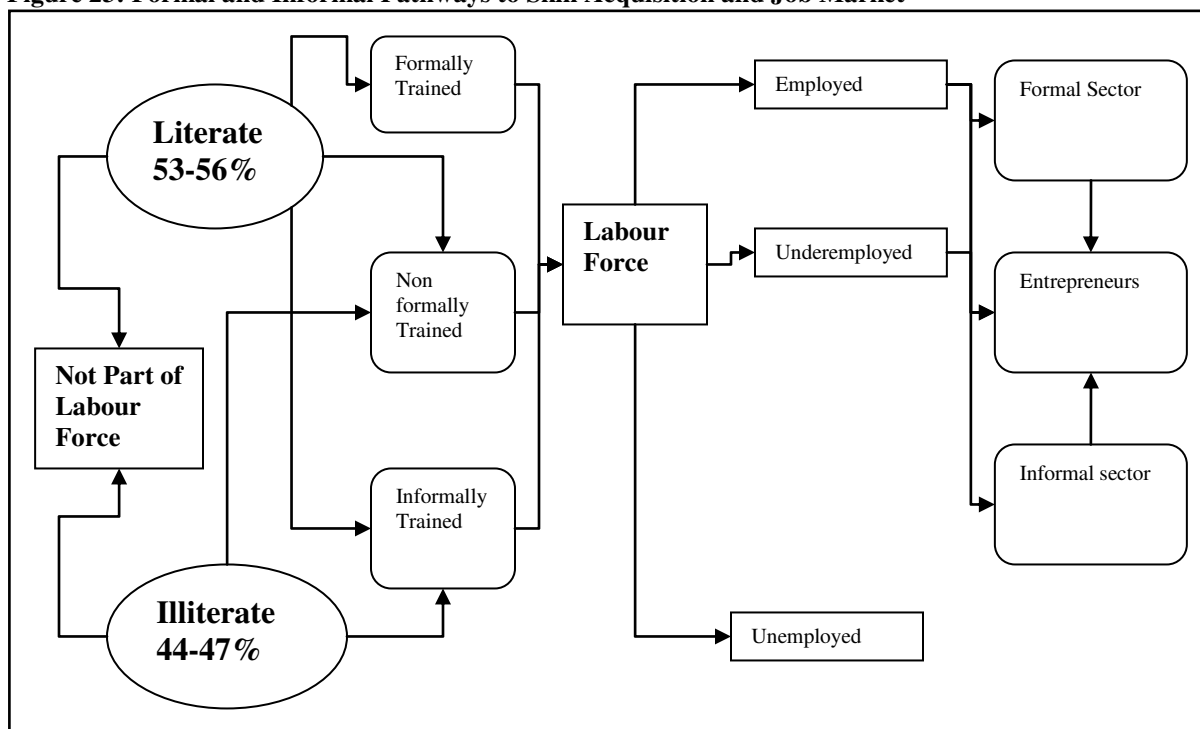 Figure 25: Formal and Informal Pathways to Skill Acquisition and Job Market
Formally
Trained
Literate
53-56%
Non
formally
Trained
Not Part of
Labour
Force
Informally
Trained
Illiterate
44-47%
Labour
Force
Employed
Underemployed
Unemployed
Formal Sector
Entrepreneurs
Informal sector